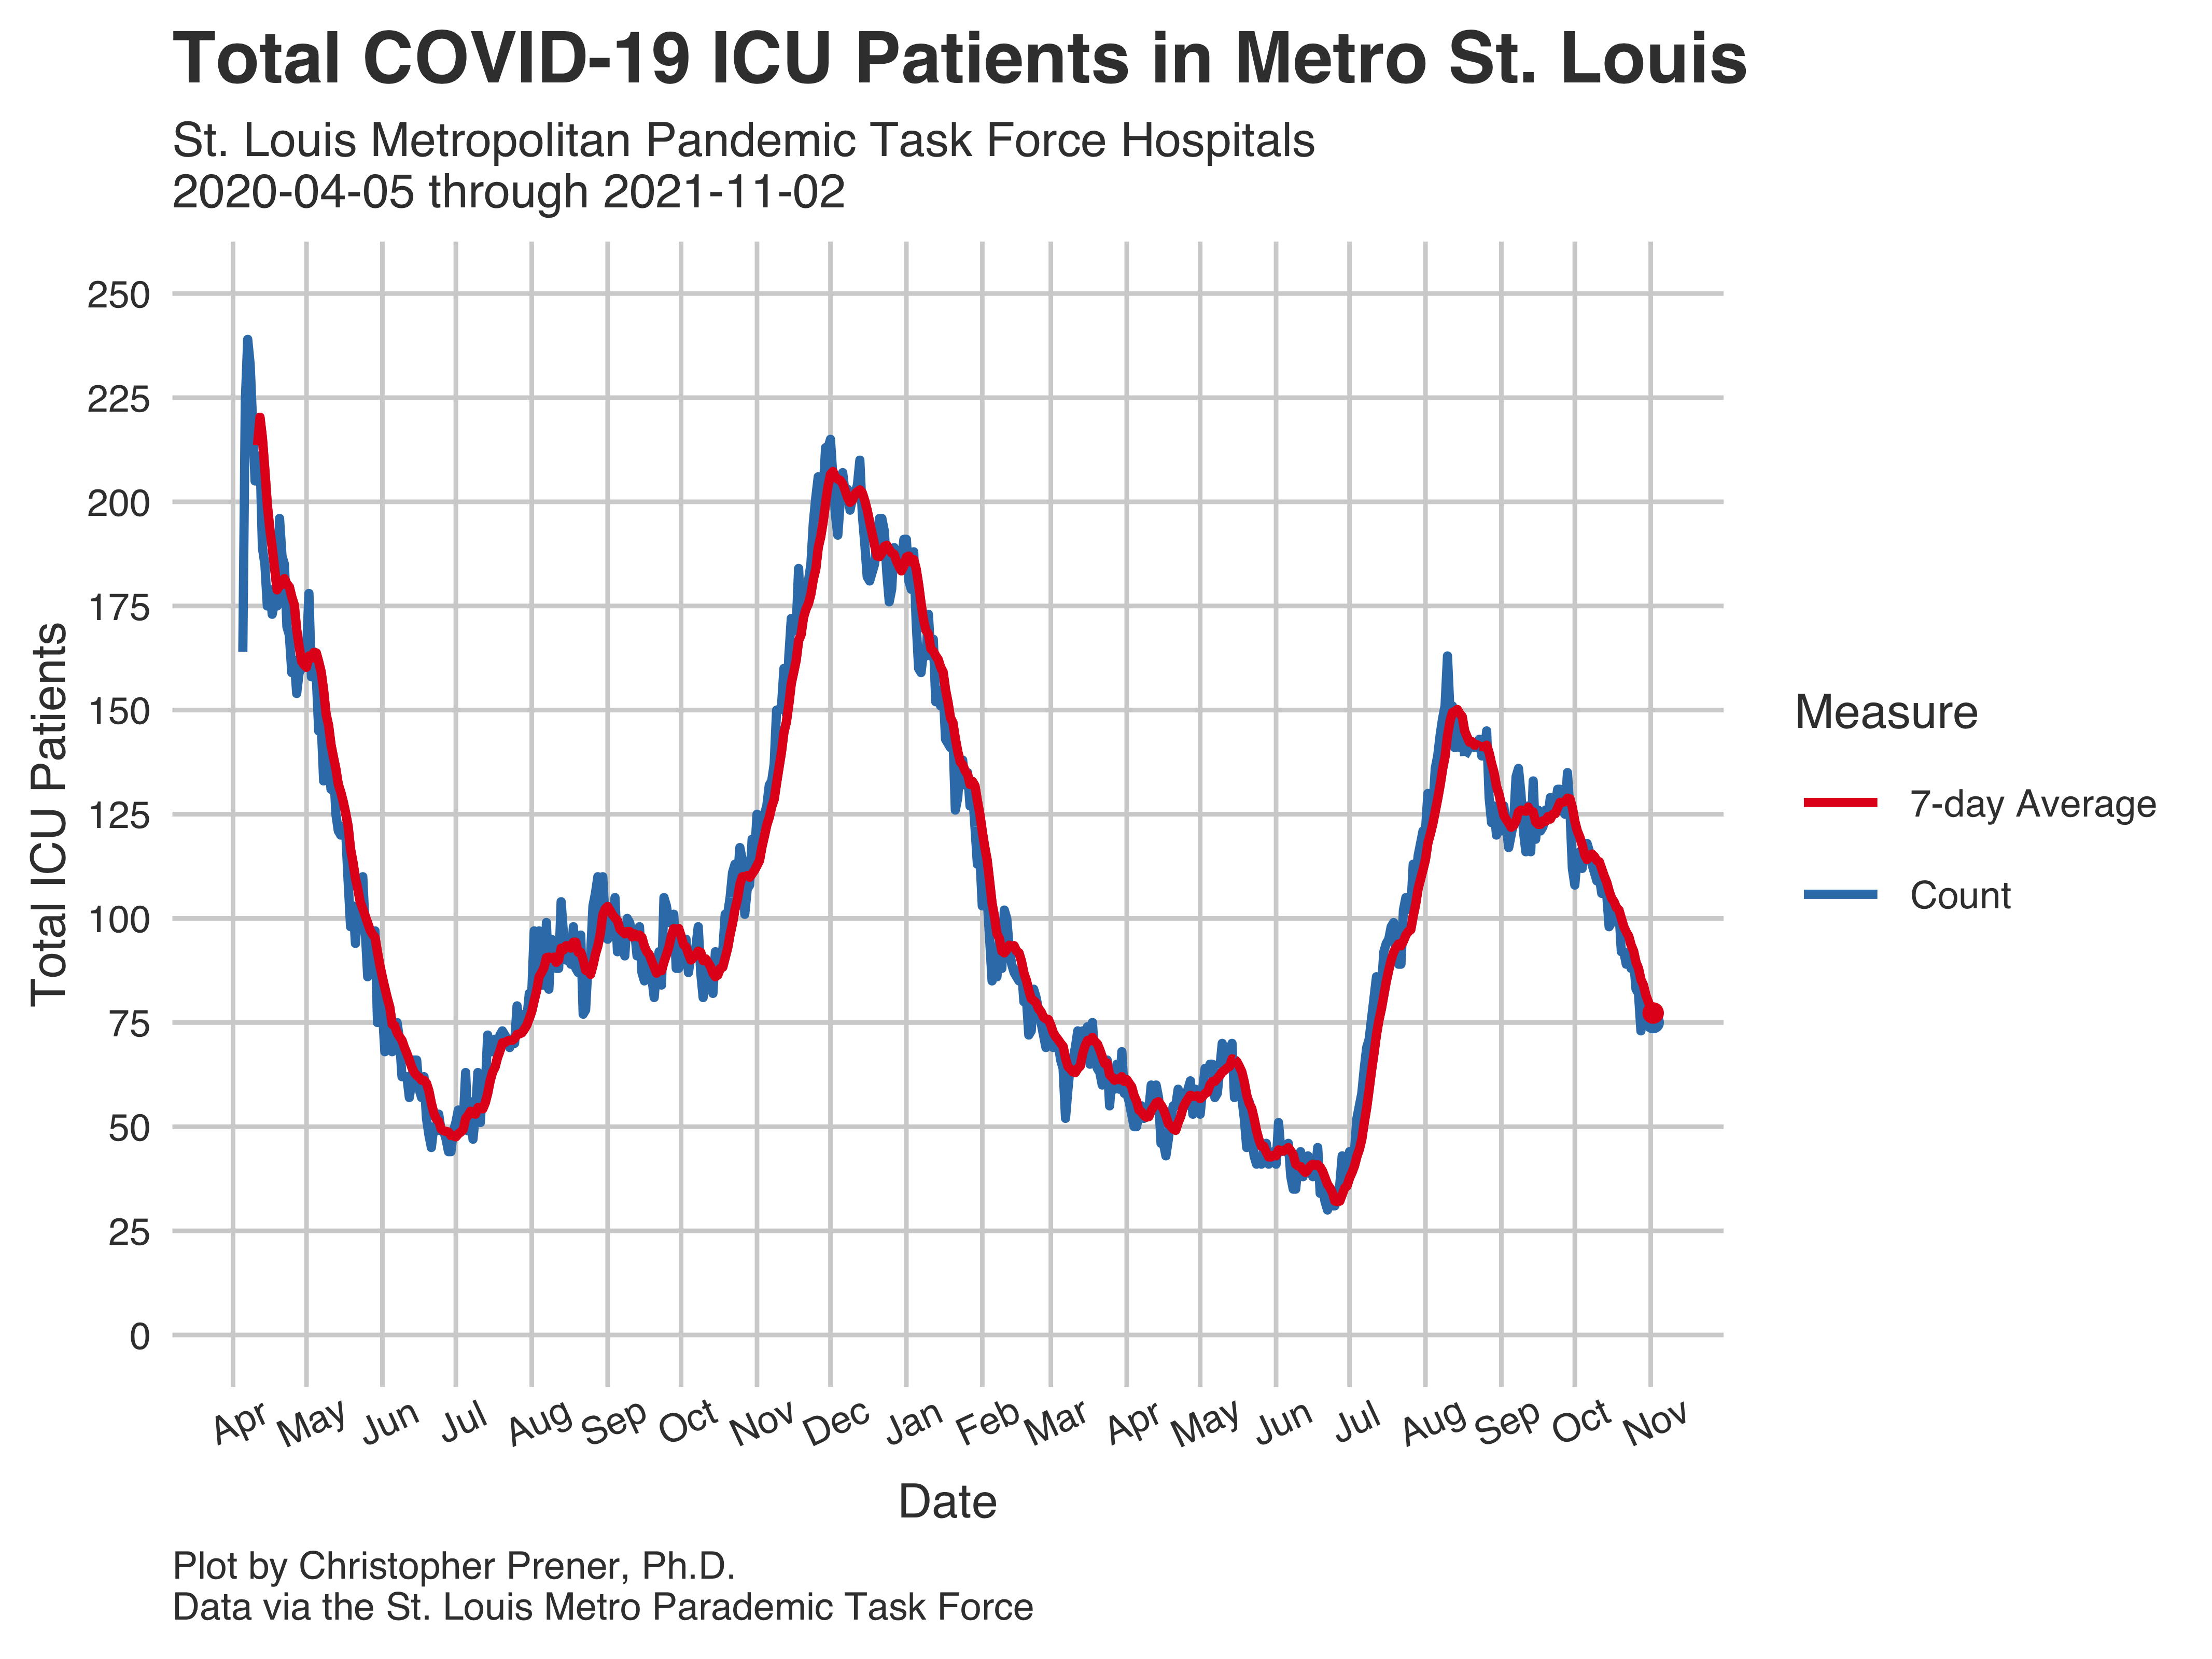 Total COVID-19 ICU Patients in Metro St. Louis
St. Louis Metropolitan Pandemic Task Force Hospitals
2020-04-05 through 2021-11-02
250
225
200
175
150
125
100
75
50
25
0
Total ICU Patients
Apr May Jun Jul Aug Sep Oct Nov Dec Jan Feb Mar Apr May Jun Jul Aug Sep Oct Nov
Date
Measure
7-day Average
Count
Plot by Christopher Prener, Ph.D.
Data via the St. Louis Metro Parademic Task Force